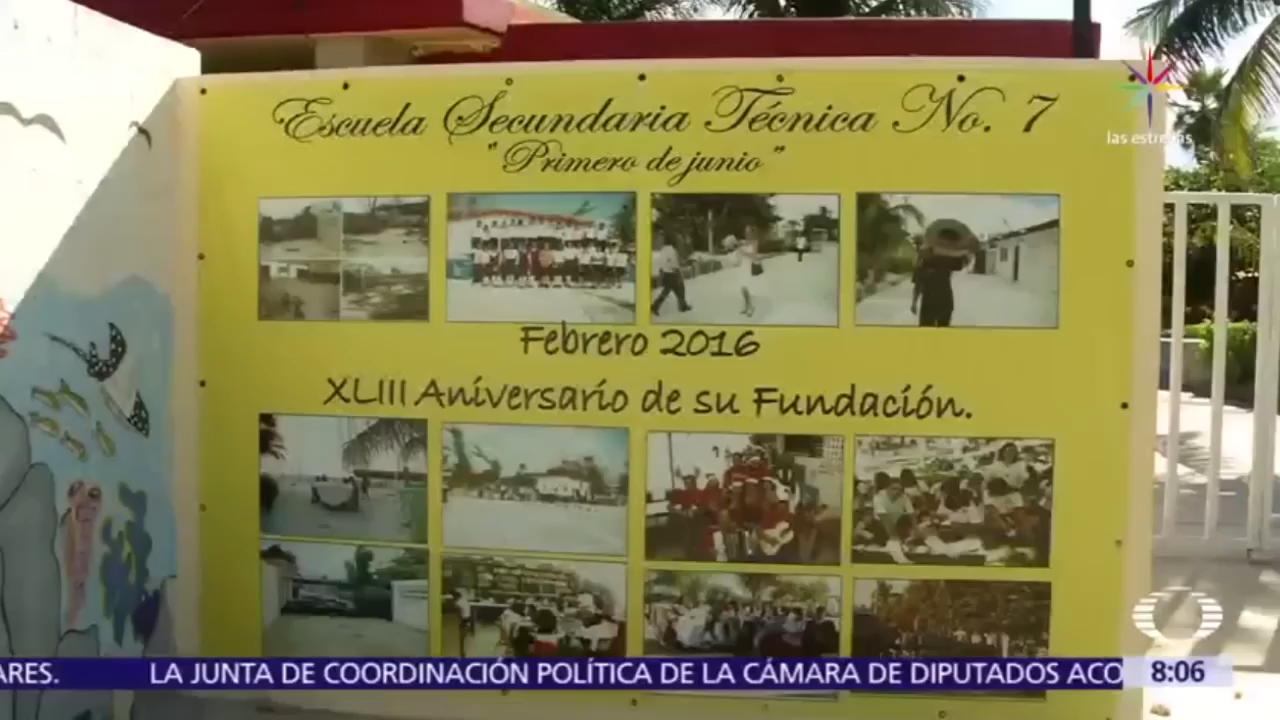 Escuela Secundaria Técnica No. 7
"Primero de junio"
las estrellas
Febrero 2016
XLIII Aniversario de su Fundación.
ARES. LA JUNTA DE COORDINACIÓN POLÍTICA DE LA CÁMARA DE DIPUTADOS ACO
8:06